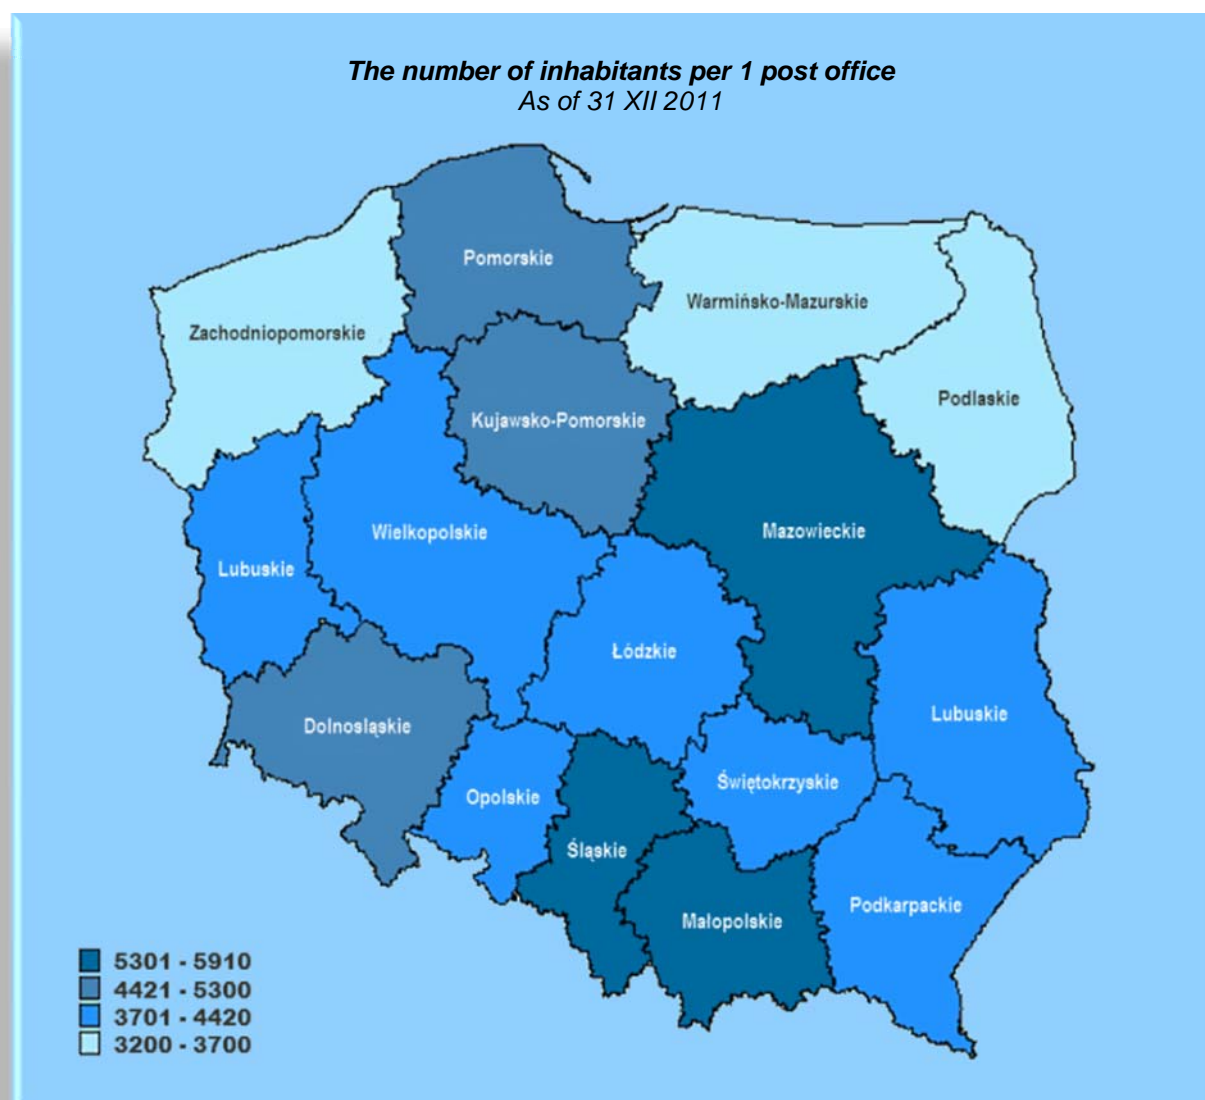 The number of inhabitants per 1 post office
As of 31 XII 2011
Pomorskie
Warmińsko-Mazurskie
Zachodniopomorskie
Podlaskie
Kujawsko-Pomorskie
Mazowieckie
Wielkopolskie
Lubuskie
Łódzkie
Lubuskie
Dolnosląskie
Świętokrzyskie
Opolskie
Śląskie
Podkarpackie
Małopolskie
5301 - 5910
4421 - 5300
3701 - 4420
3200 - 3700